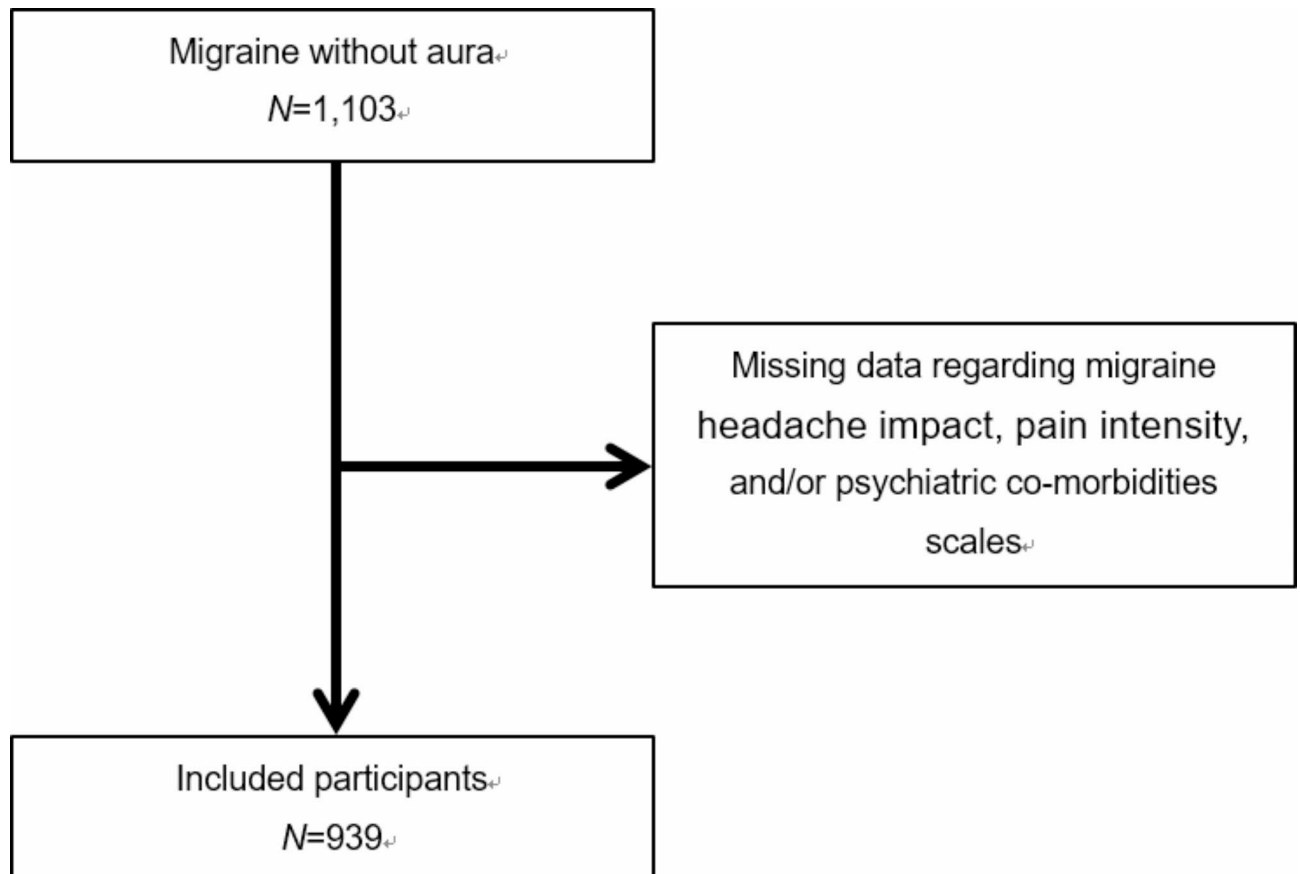 Migraine without aura↵
N=1,103↵
Missing data regarding migraine
headache impact, pain intensity,
and/or psychiatric co-morbidities
scales↵
Included participants↵
N=939↵